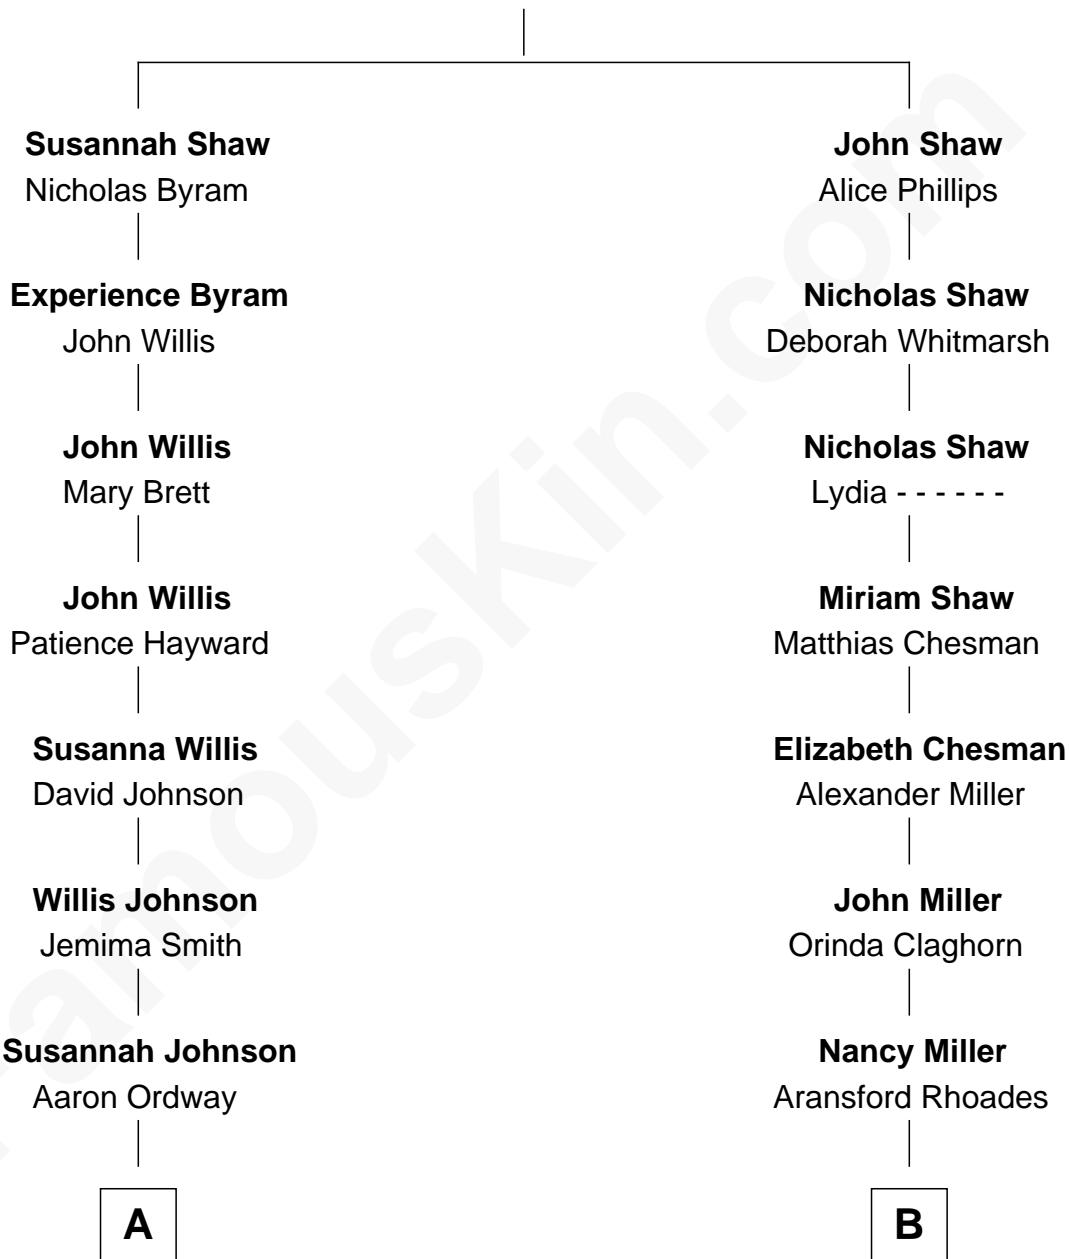 Susannah Shaw
Nicholas Byram
John Shaw
Alice Phillips
Experience Byram
John Willis
Nicholas Shaw
Deborah Whitmarsh
John Willis
Mary Brett
Nicholas Shaw
Lydia - - - - - -
John Willis
Patience Hayward
Miriam Shaw
Matthias Chesman
Susanna Willis
David Johnson
Elizabeth Chesman
Alexander Miller
Willis Johnson
Jemima Smith
John Miller
Orinda Claghorn
Susannah Johnson
Aaron Ordway
Nancy Miller
Aransford Rhoades
A
B
FamousKin.com